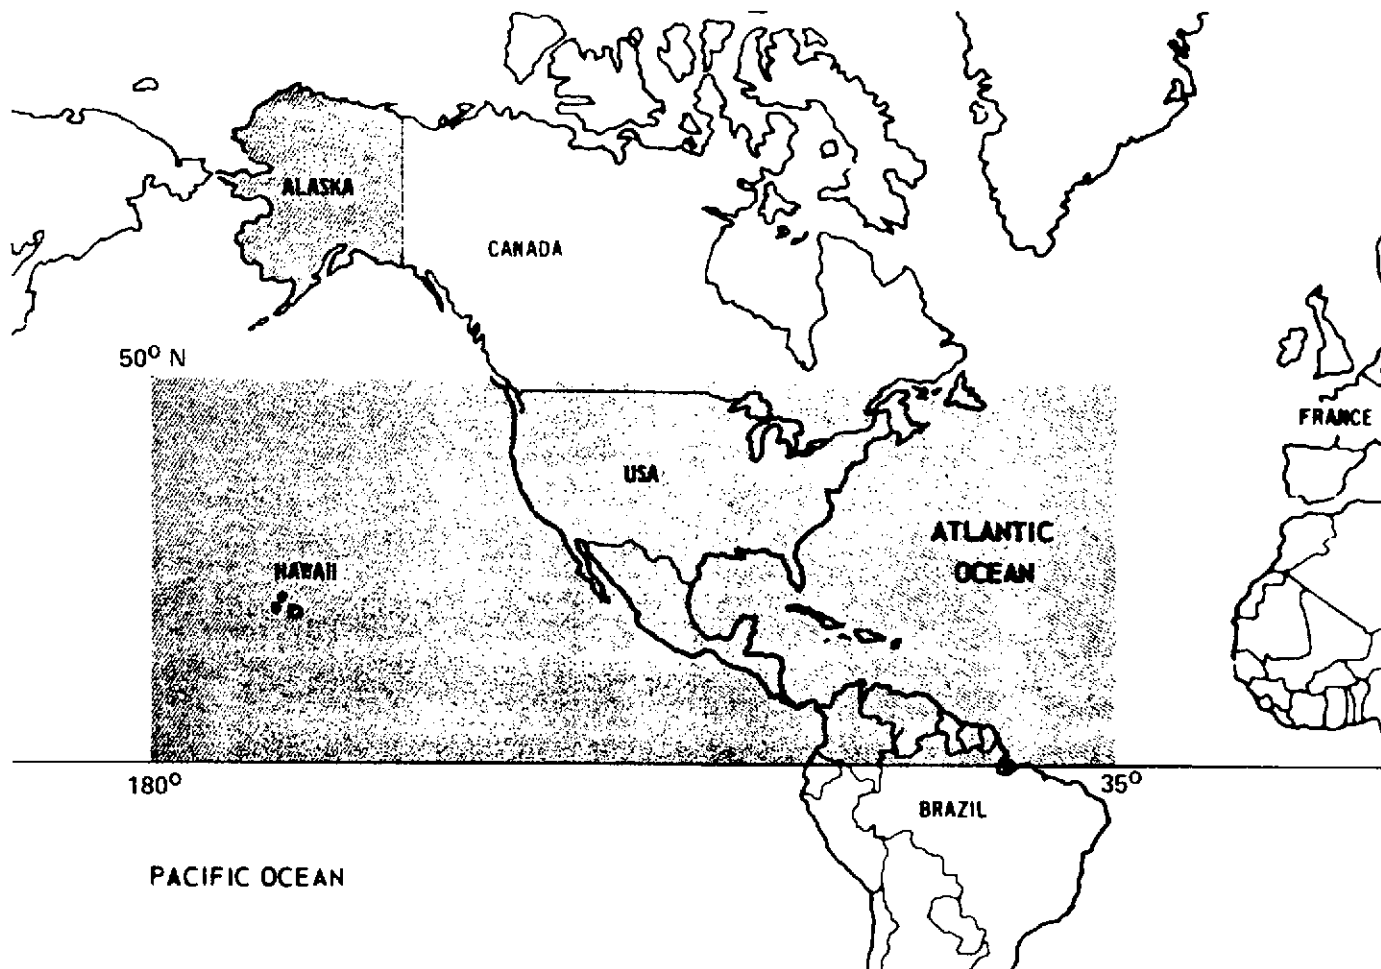 ALASKA
CANADA
50° N
FRANCE
USA
ATLANTIC
OCEAN
HAWAII
180°
35°
BRAZIL
PACIFIC OCEAN